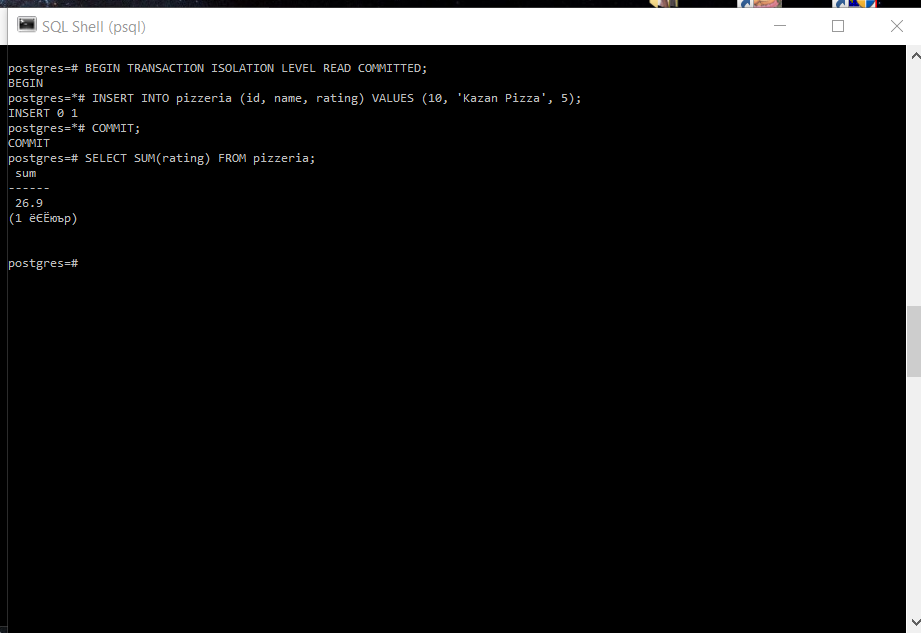 SQL Shell (psql)
postgres=# BEGIN TRANSACTION ISOLATION LEVEL READ COMMITTED;
BEGIN
postgres=*# INSERT INTO pizzeria (id, name, rating) VALUES (10, 'Kazan Pizza', 5);
INSERT 0 1
postgres=*# COMMIT;
COMMIT
postgres=# SELECT SUM(rating) FROM pizzeria;
 sum
------
 26.9
(1 ёЄЁюър)
postgres=#